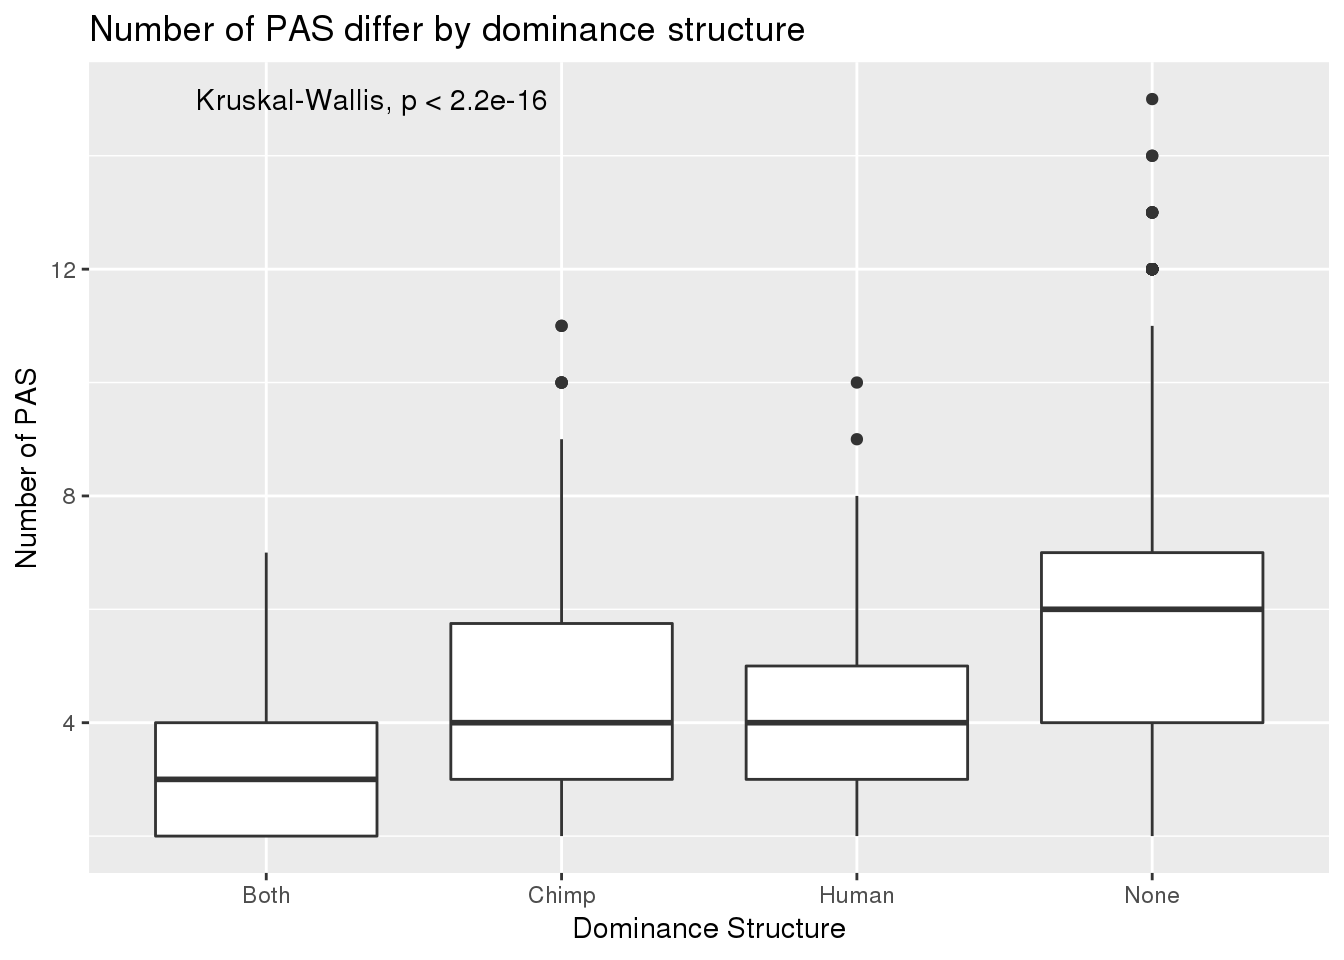 Number of PAS differ by dominance structure
Kruskal-Wallis, p < 2.2e-16
12
8
4
Number of PAS
Both
Chimp
Human
None
Dominance Structure